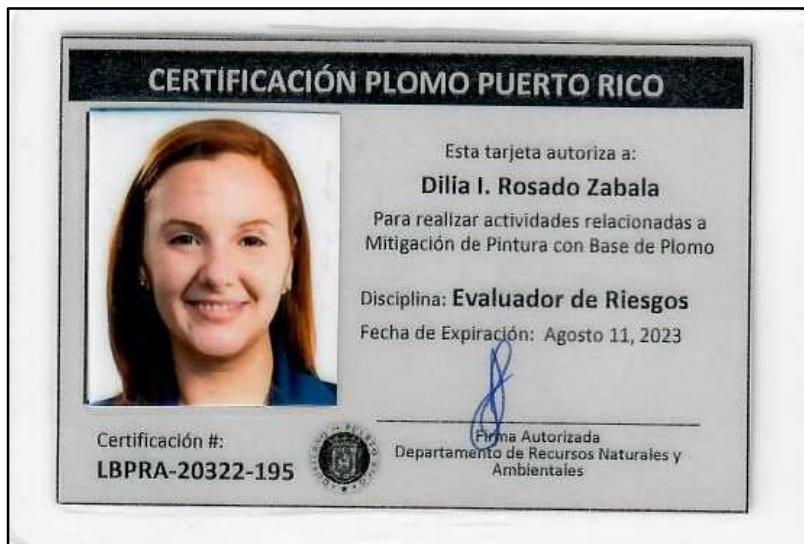 CERTIFICACIÓN PLOMO PUERTO RICO
Esta tarjeta autoriza a:
Dilia I. Rosado Zabala
Para realizar actividades relacionadas a
Mitigación de Pintura con Base de Plomo
Disciplina: Evaluador de Riesgos
Fecha de Expiración: Agosto 11, 2023
Firma Autorizada
Departamento de Recursos Naturales y
Ambientales
Certificación #:
LBPRA-20322-195